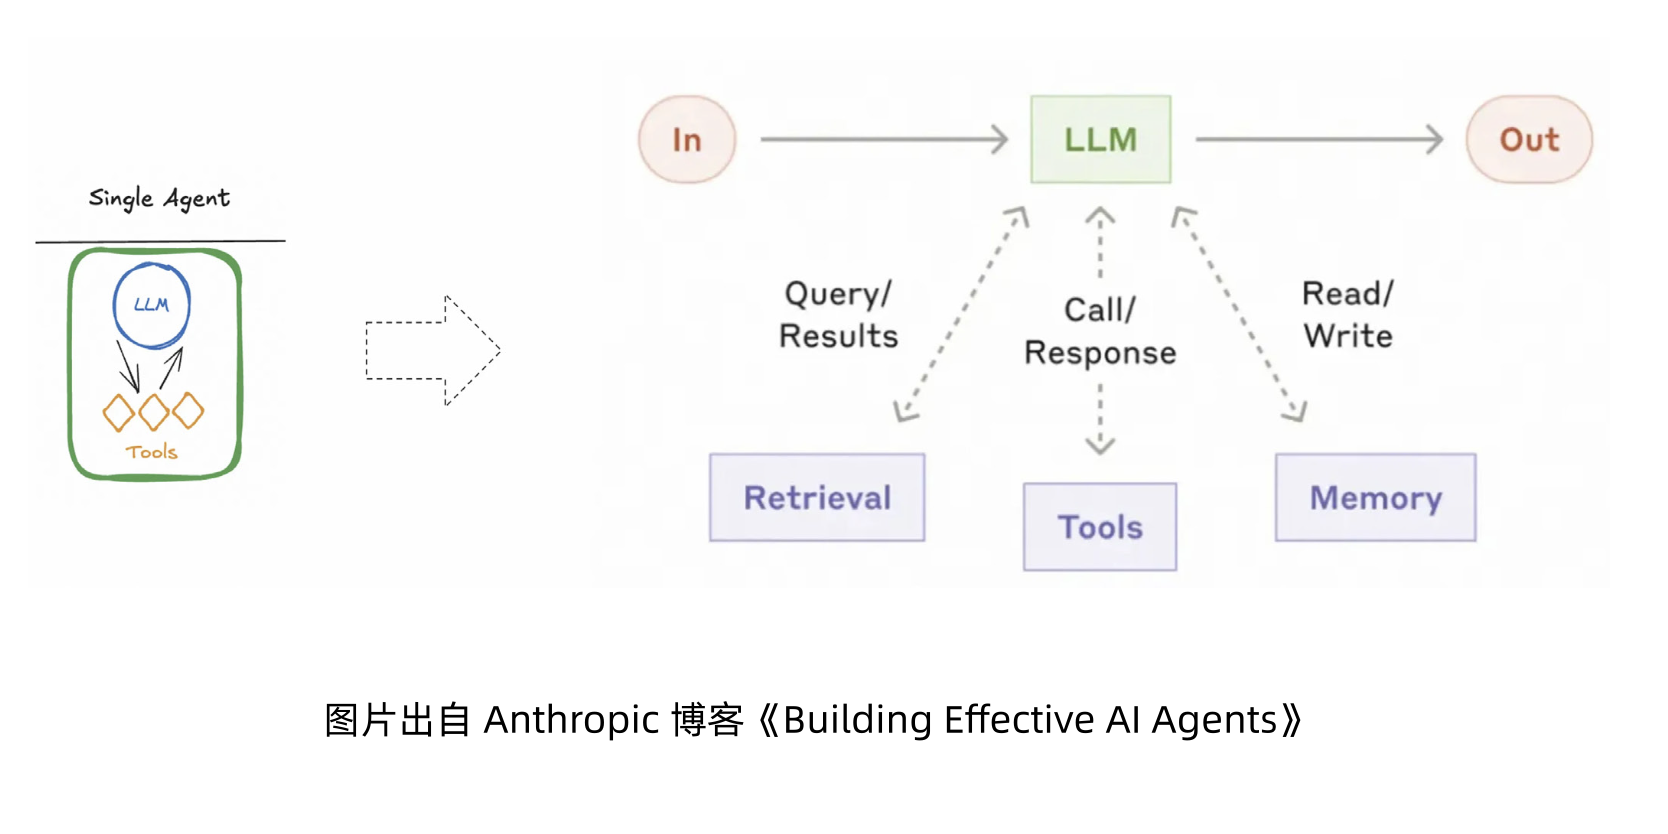 Single Agent
LLM
Tools
In
LLM
Out
Query/
Results
Call/
Response
Read/
Write
Retrieval
Tools
Memory
图片出自 Anthropic 博客《Building Effective AI Agents》